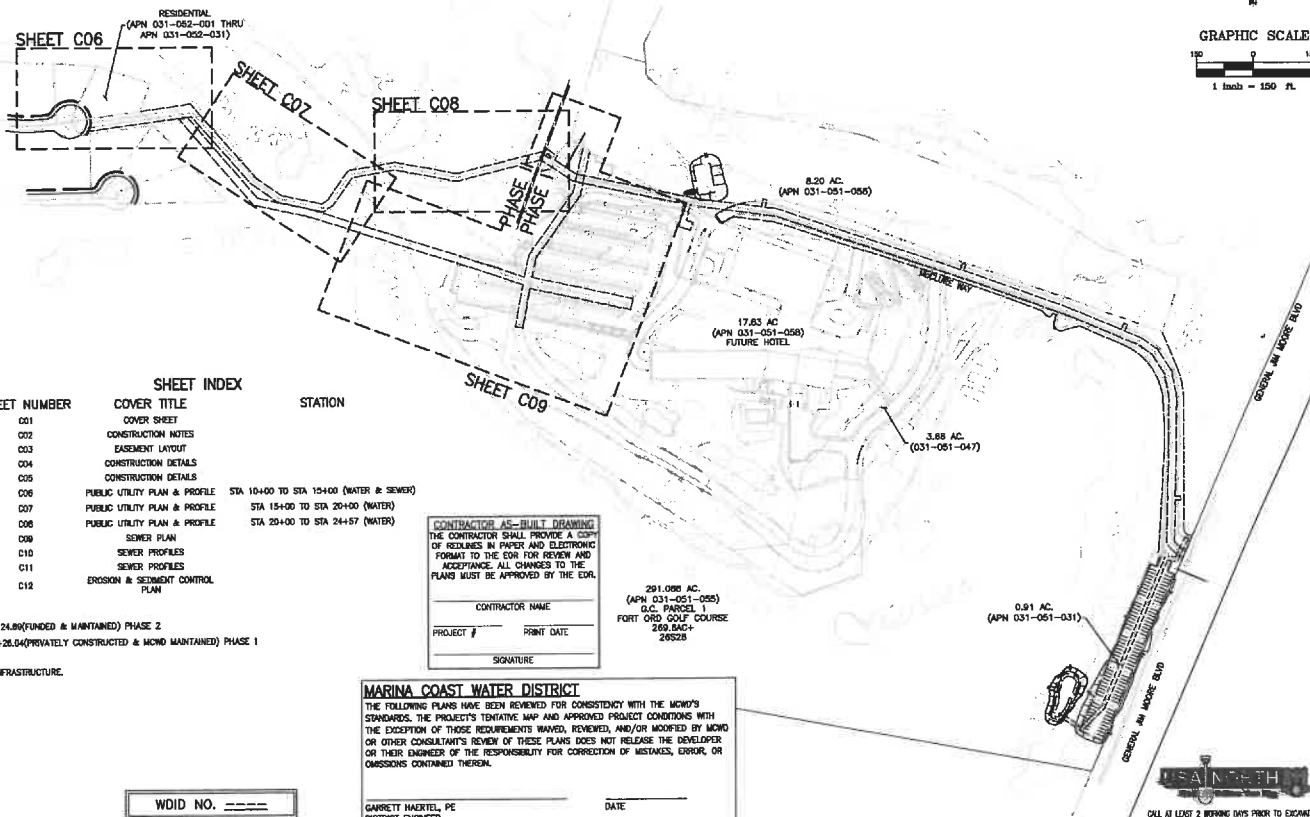 RESIDENTIAL
(APN 031-052-001 THRU
APN 031-052-031)
SHEET C06
SHEET C07
SHEET C08
PHASE II
PHASE I
GRAPHIC SCALE
150 0
1 inch = 150 ft.
8.20 AC.
(APN 031-051-056)
MCCLURE WAY
GENERAL JIM MOORE BLVD
17.63 AC
(APN 031-051-058)
FUTURE HOTEL
SHEET C09
3.88 AC.
(031-051-047)
SHEET INDEX
EET NUMBER COVER TITLE STATION
C01 COVER SHEET
C02 CONSTRUCTION NOTES
C03 EASEMENT LAYOUT
C04 CONSTRUCTION DETAILS
C05 CONSTRUCTION DETAILS
C06 PUBLIC UTILITY PLAN & PROFILE STA 10+00 TO STA 15+00 (WATER & SEWER)
C07 PUBLIC UTILITY PLAN & PROFILE STA 15+00 TO STA 20+00 (WATER)
C08 PUBLIC UTILITY PLAN & PROFILE STA 20+00 TO STA 24+57 (WATER)
C09 SEWER PLAN
C10 SEWER PROFILES
C11 SEWER PROFILES
C12 EROSION & SEDIMENT CONTROL
PLAN
24.89(FUNDED & MAINTAINED) PHASE 2
+26.04(PRIVATELY CONSTRUCTED & MCWD MAINTAINED) PHASE 1
NFRASTRUCTURE.
CONTRACTOR AS-BUILT DRAWING
THE CONTRACTOR SHALL PROVIDE A COPY
OF REDLINES IN PAPER AND ELECTRONIC
FORMAT TO THE EOR FOR REVIEW AND
ACCEPTANCE. ALL CHANGES TO THE
PLANS MUST BE APPROVED BY THE EOR.
CONTRACTOR NAME
PROJECT # PRINT DATE
SIGNATURE
291.086 AC.
(APN 031-051-055)
G.C. PARCEL 1
FORT ORD GOLF COURSE
269.8AC+
26S28
0.91 AC.
(APN 031-051-031)
GENERAL JIM MOORE BLVD
MARINA COAST WATER DISTRICT
THE FOLLOWING PLANS HAVE BEEN REVIEWED FOR CONSISTENCY WITH THE MCWD'S
STANDARDS. THE PROJECT'S TENTATIVE MAP AND APPROVED PROJECT CONDITIONS WITH
THE EXCEPTION OF THOSE REQUIREMENTS WAIVED, REVIEWED, AND/OR MODIFIED BY MCWD
OR OTHER CONSULTANT'S REVIEW OF THESE PLANS DOES NOT RELEASE THE DEVELOPER
OR THEIR ENGINEER OF THE RESPONSIBILITY FOR CORRECTION OF MISTAKES, ERROR, OR
OMISSIONS CONTAINED THEREIN.
GARRETT HAERTEL, PE DATE
DISTRICT ENGINEER
WDID NO. ____
CALL AT LEAST 2 WORKING DAYS PRIOR TO EXCAVAT